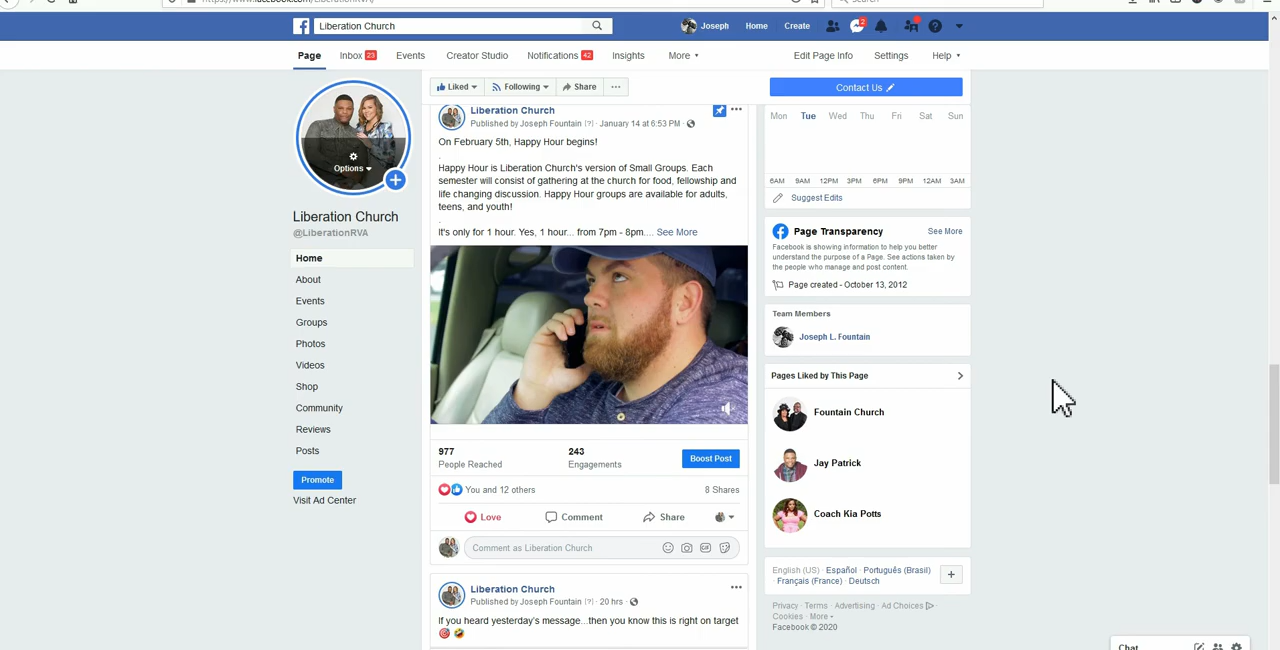 Liberation Church
Joseph Home Create 2
Page Inbox 23 Events Creator Studio Notifications 42 Insights More Edit Page Info Settings Help
Liked Following Share ... Contact Us
Options
Liberation Church
@LiberationRVA
Home
About
Events
Groups
Photos
Videos
Shop
Community
Reviews
Posts
Promote
Visit Ad Center
Liberation Church
Published by Joseph Fountain [?] · January 14 at 6:53 PM ·
On February 5th, Happy Hour begins!
.
Happy Hour is Liberation Church's version of Small Groups. Each
semester will consist of gathering at the church for food, fellowship and
life changing discussion. Happy Hour groups are available for adults,
teens, and youth!
.
It's only for 1 hour. Yes, 1 hour... from 7pm - 8pm.... See More
977
People Reached
243
Engagements
Boost Post
You and 12 others 8 Shares
Love Comment Share
Comment as Liberation Church GIF
Liberation Church
Published by Joseph Fountain [?] · 20 hrs ·
If you heard yesterday's message...then you know this is right on target
Mon Tue Wed Thu Fri Sat Sun
6AM 9AM 12PM 3PM 6PM 9PM 12AM 3AM
Suggest Edits
Page Transparency See More
Facebook is showing information to help you better
understand the purpose of a Page. See actions taken by
the people who manage and post content.
Page created - October 13, 2012
Team Members
Joseph L. Fountain
Pages Liked by This Page
Fountain Church
Jay Patrick
Coach Kia Potts
English (US) · Español · Português (Brasil)
· Français (France) · Deutsch
Privacy · Terms · Advertising · Ad Choices ·
Cookies · More
Facebook © 2020
Chat